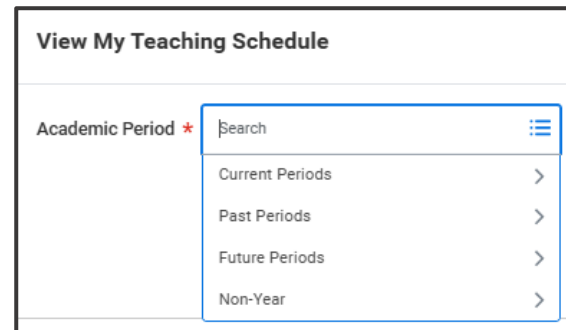 View My Teaching Schedule
Academic Period * Search
Current Periods
Past Periods
Future Periods
Non-Year